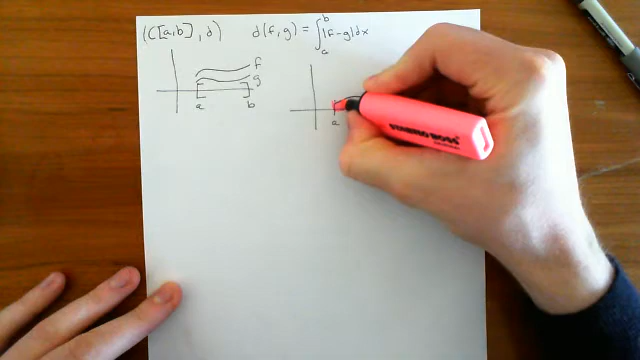 (C[a,b], d)   d(f,g) = ∫_a^b |f-g|dx
f
g
a   b   a
STABILO BOSS